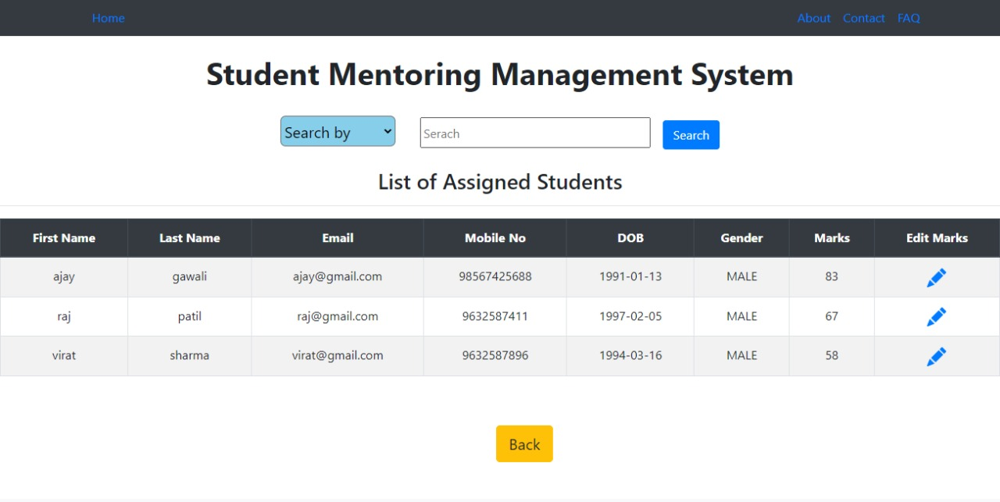 Home About Contact FAQ
Student Mentoring Management System
Search by Serach Search
List of Assigned Students
First Name Last Name Email Mobile No DOB Gender Marks Edit Marks
ajay gawali ajay@gmail.com 98567425688 1991-01-13 MALE 83
raj patil raj@gmail.com 9632587411 1997-02-05 MALE 67
virat sharma virat@gmail.com 9632587896 1994-03-16 MALE 58
Back